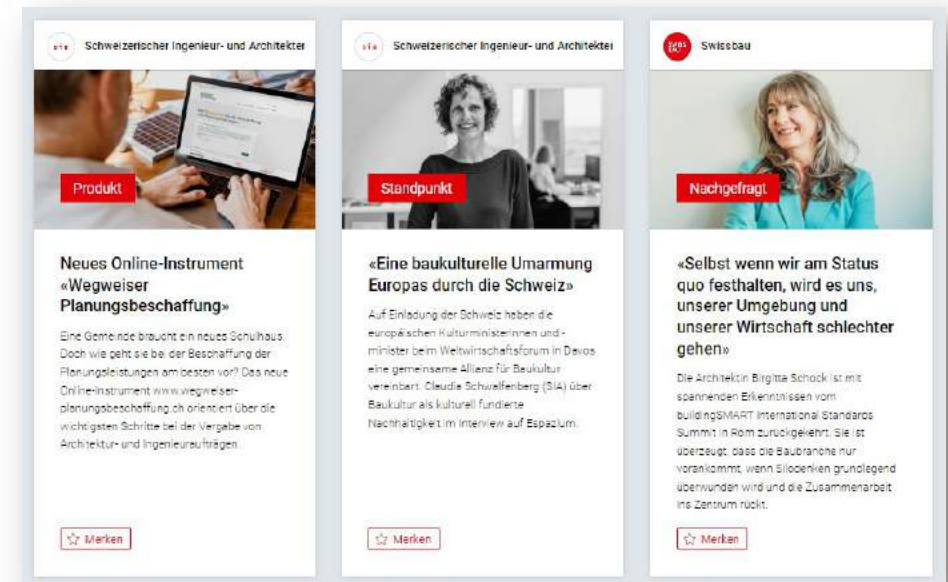 sia
Schweizerischer Ingenieur- und Architekter
Produkt
Neues Online-Instrument
«Wegweiser
Planungsbeschaffung»
Eine Gemeinde braucht ein neues Schulhaus.
Doch wie geht sie bei der Beschaffung der
Planungsleistungen am besten vor? Das neue
Online-Instrument www.wegweiser-
planungsbeschaffung.ch orientiert über die
wichtigsten Schritte bei der Vergabe von
Architektur- und Ingenieuraufträgen.
Merken
sia
Schweizerischer Ingenieur- und Architekter
Standpunkt
«Eine baukulturelle Umarmung
Europas durch die Schweiz»
Auf Einladung der Schweiz haben die
europäischen Kulturministerinnen und -
minister beim Weltwirtschaftsforum in Davos
eine gemeinsame Allianz für Baukultur
vereinbart. Claudia Schwalfenberg (SIA) über
Baukultur als kulturell fundierte
Nachhaltigkeit im Interview auf Espazium.
Merken
SWISS
BAU
Swissbau
Nachgefragt
«Selbst wenn wir am Status
quo festhalten, wird es uns,
unserer Umgebung und
unserer Wirtschaft schlechter
gehen»
Die Architektin Birgitta Schock ist mit
spannenden Erkenntnissen vom
buildingSMART International Standards
Summit in Rom zurückgekehrt. Sie ist
überzeugt, dass die Baubranche nur
vorankommt, wenn Silodenken grundlegend
überwunden wird und die Zusammenarbeit
ins Zentrum rückt.
Merken